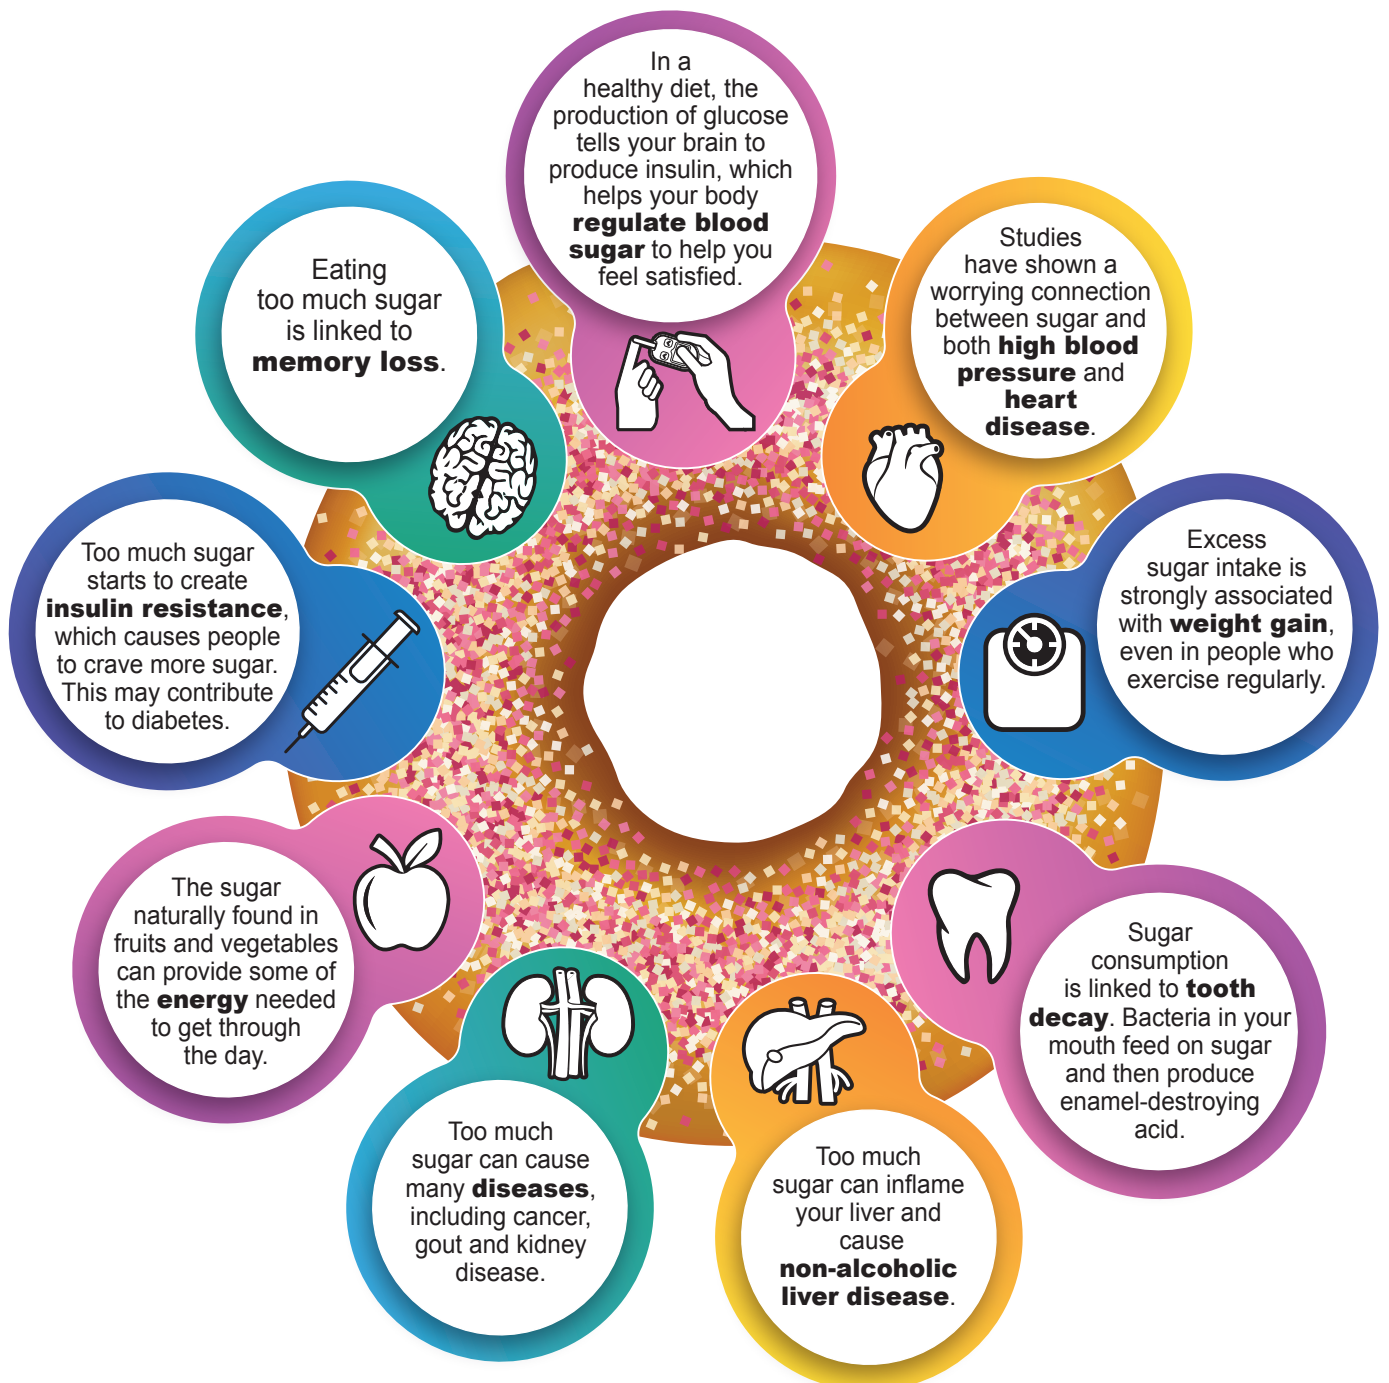 In a
healthy diet, the
production of glucose
tells your brain to
produce insulin, which
helps your body
regulate blood
sugar to help you
feel satisfied.
Studies
have shown a
worrying connection
between sugar and
both high blood
pressure and
heart
disease.
Excess
sugar intake is
strongly associated
with weight gain,
even in people who
exercise regularly.
Sugar
consumption
is linked to tooth
decay. Bacteria in your
mouth feed on sugar
and then produce
enamel-destroying
acid.
Too much
sugar can inflame
your liver and
cause
non-alcoholic
liver disease.
Too much
sugar can cause
many diseases,
including cancer,
gout and kidney
disease.
The sugar
naturally found in
fruits and vegetables
can provide some of
the energy needed
to get through
the day.
Too much sugar
starts to create
insulin resistance,
which causes people
to crave more sugar.
This may contribute
to diabetes.
Eating
too much sugar
is linked to
memory loss.